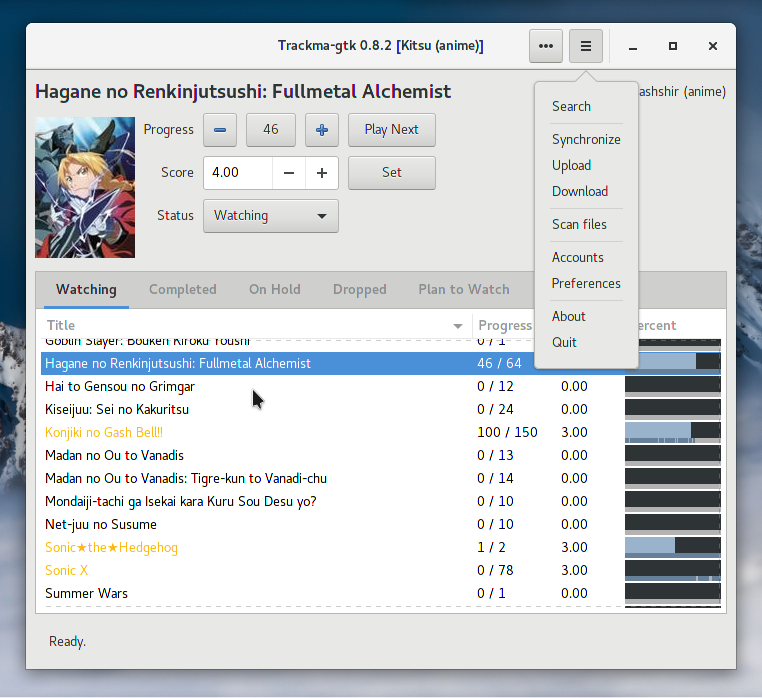 Trackma-gtk 0.8.2 [Kitsu (anime)]
Hagane no Renkinjutsushi: Fullmetal Alchemist
ashshir (anime)
Progress
46
Play Next
Score
4.00
Set
Status
Watching
Search
Synchronize
Upload
Download
Scan files
Accounts
Preferences
About
Quit
Watching Completed On Hold Dropped Plan to Watch
Title Progress ercent
Goblin Slayer: Bouken Kiroku Youshi 0 / 1
Hagane no Renkinjutsushi: Fullmetal Alchemist 46 / 64
Hai to Gensou no Grimgar 0 / 12 0.00
Kiseijuu: Sei no Kakuritsu 0 / 24 0.00
Konjiki no Gash Bell!! 100 / 150 3.00
Madan no Ou to Vanadis 0 / 13 0.00
Madan no Ou to Vanadis: Tigre-kun to Vanadi-chu 0 / 14 0.00
Mondaiji-tachi ga Isekai kara Kuru Sou Desu yo? 0 / 10 0.00
Net-juu no Susume 0 / 10 0.00
Sonic★the★Hedgehog 1 / 2 3.00
Sonic X 0 / 78 3.00
Summer Wars 0 / 1 0.00
Ready.